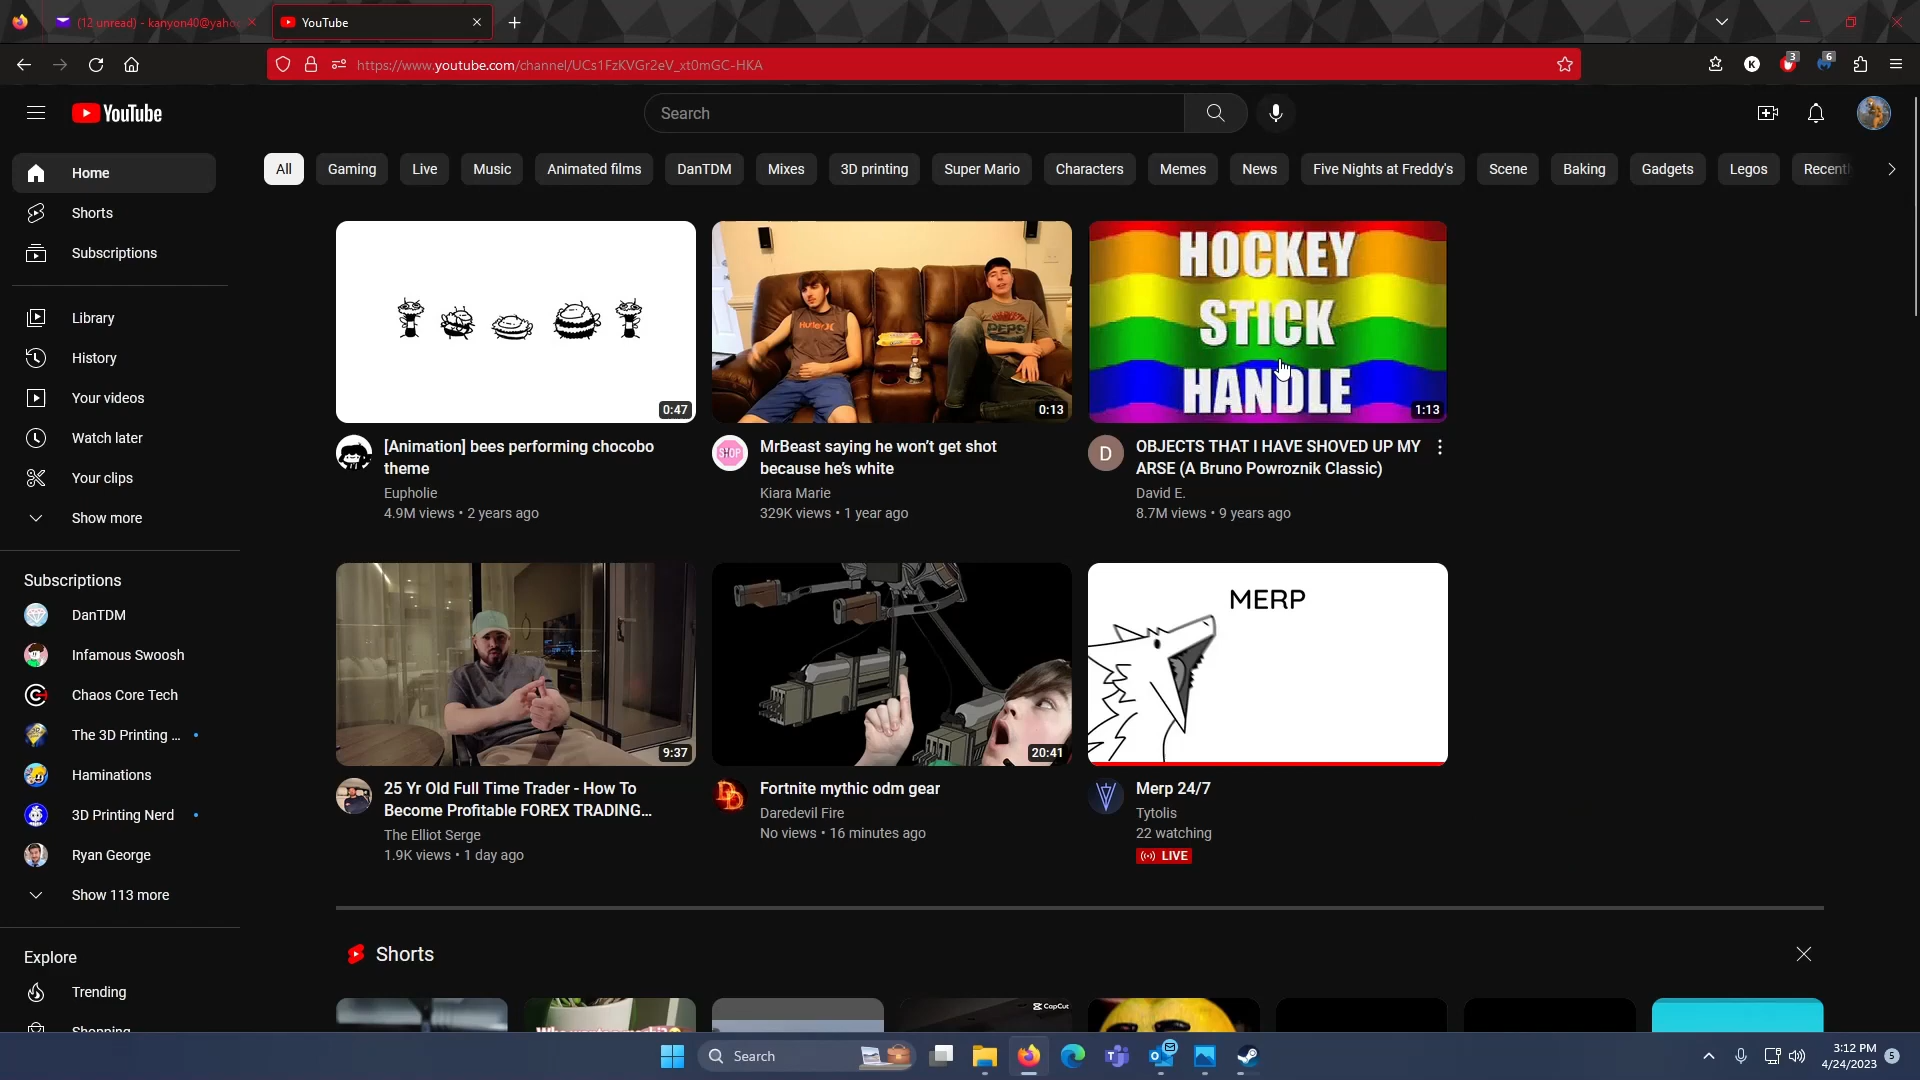 (12 unread) - kanyon40@yaho
YouTube
https://www.youtube.com/channel/UCs1FzKVGr2eV_xt0mGC-HKA
K
3
6
YouTube
Search
Home
Shorts
Subscriptions
Library
History
Your videos
Watch later
Your clips
Show more
Subscriptions
DanTDM
Infamous Swoosh
Chaos Core Tech
The 3D Printing ...
Haminations
3D Printing Nerd
Ryan George
Show 113 more
Explore
Trending
Shopping
All
Gaming
Live
Music
Animated films
DanTDM
Mixes
3D printing
Super Mario
Characters
Memes
News
Five Nights at Freddy's
Scene
Baking
Gadgets
Legos
Recent
0:47
[Animation] bees performing chocobo
theme
Eupholie
4.9M views • 2 years ago
Hurley
PEPSI
0:13
SHOP
MrBeast saying he won't get shot
because he's white
Kiara Marie
329K views • 1 year ago
HOCKEY
STICK
HANDLE
1:13
D
OBJECTS THAT I HAVE SHOVED UP MY
ARSE (A Bruno Powroznik Classic)
David E.
8.7M views • 9 years ago
9:37
25 Yr Old Full Time Trader - How To
Become Profitable FOREX TRADING...
The Elliot Serge
1.9K views • 1 day ago
20:41
Fortnite mythic odm gear
Daredevil Fire
No views • 16 minutes ago
MERP
Merp 24/7
Tytolis
22 watching
LIVE
Shorts
CapCut
Search
3:12 PM
4/24/2023
5